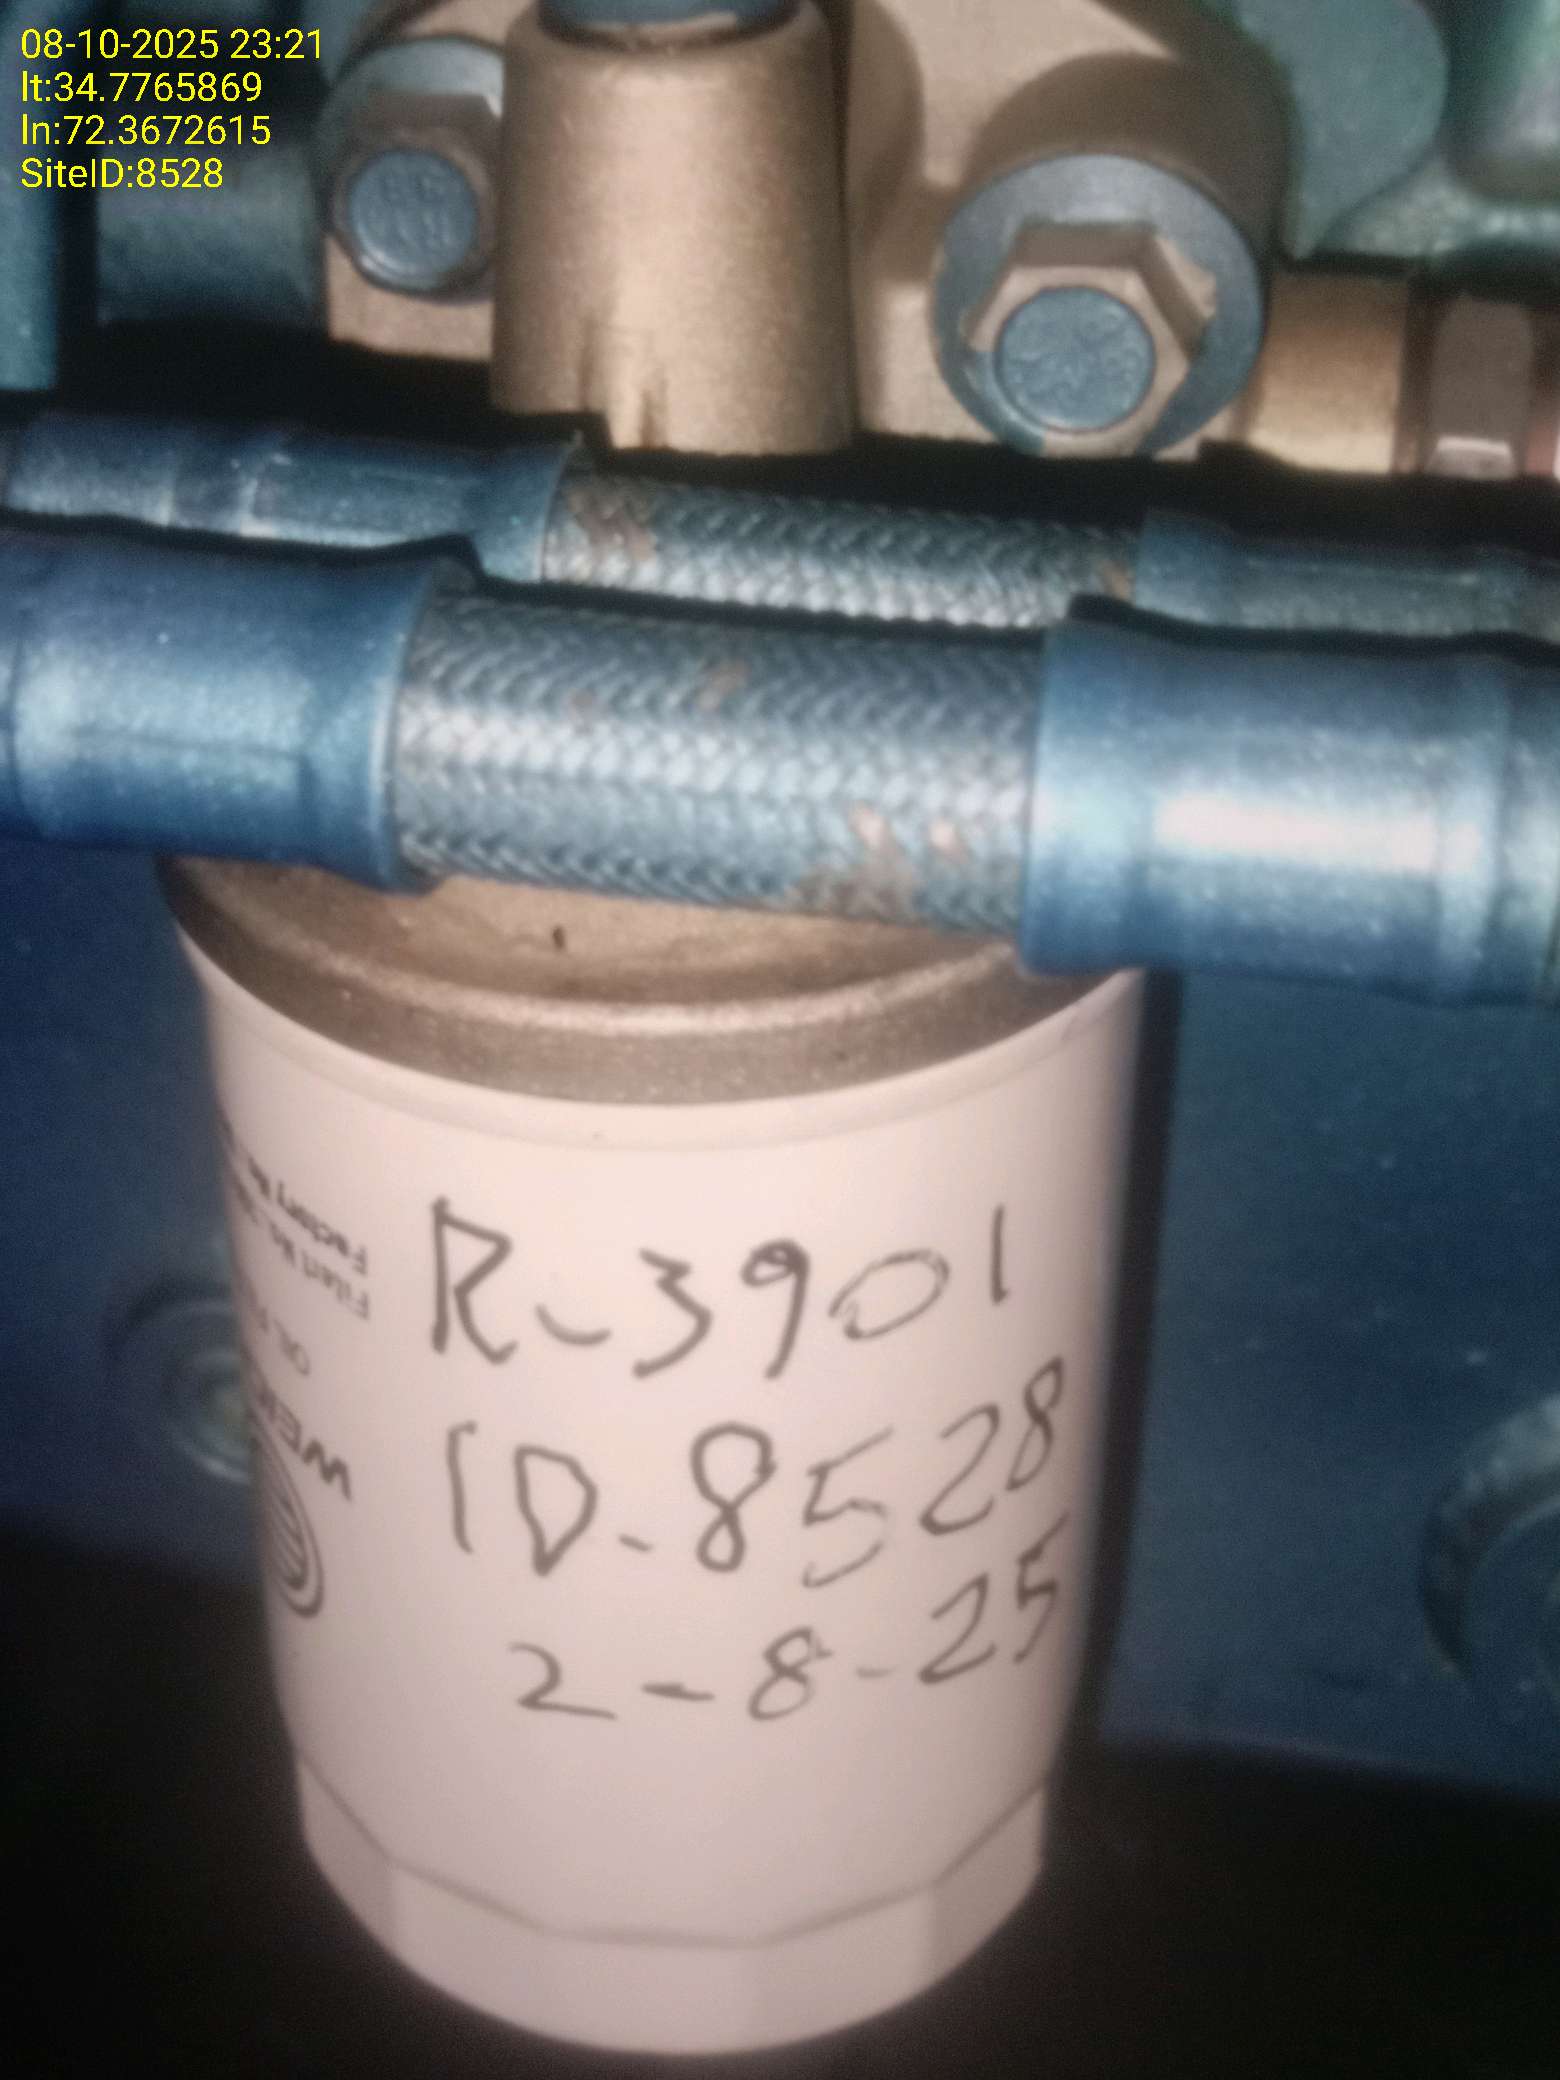 08-10-2025 23:21
lt:34.7765869
ln:72.3672615
SiteID:8528
R-3901
ID-8528
2-8-25